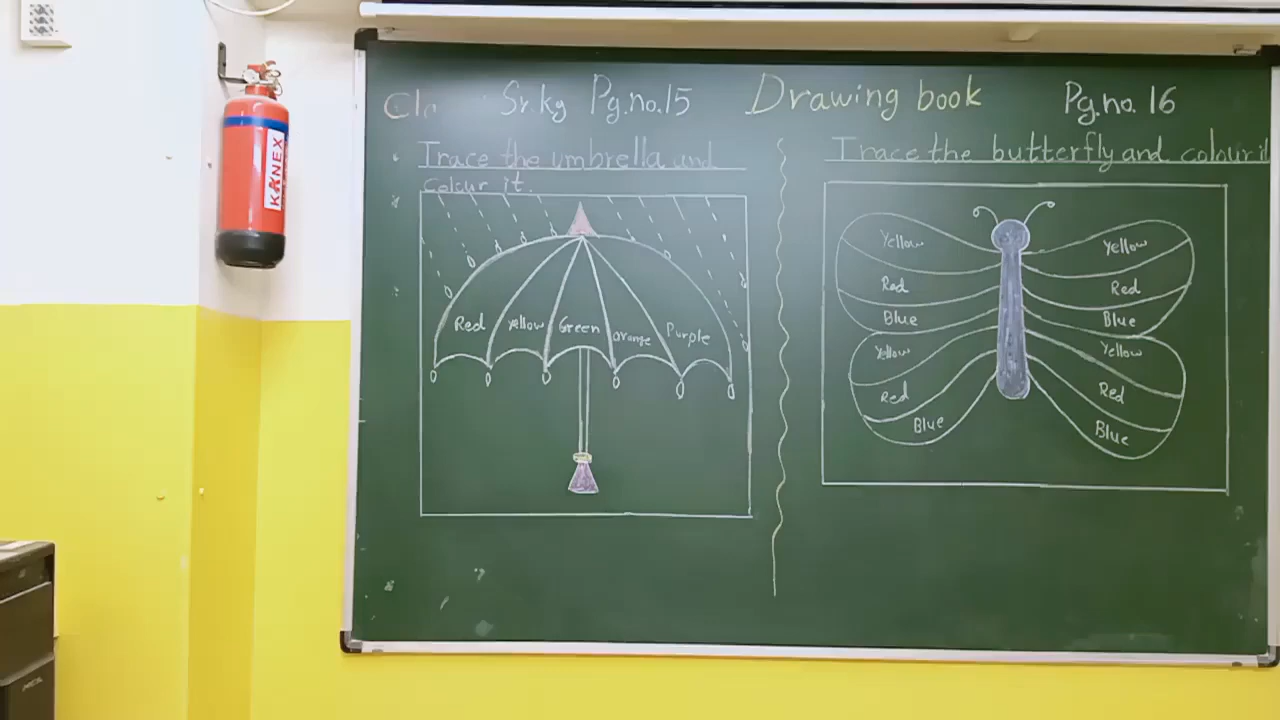 Sr.kg Pg.no.15 Drawing book Pg.no. 16
Trace the umbrella and
colour it.
Red Yellow Green orange Purple
Trace the butterfly and colour it
Yellow Yellow
Red Red
Blue Blue
Yellow Yellow
Red Red
Blue Blue
KANEX